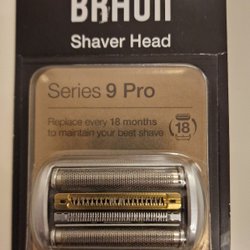 BRAUN
Shaver Head
Series 9 Pro
Replace every 18 months
to maintain your best shave
18